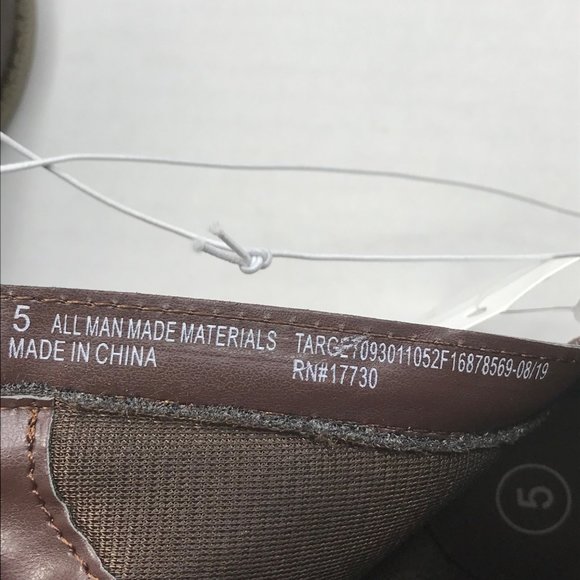 5 ALL MAN MADE MATERIALS TARGET093011052F16878569-08/19
MADE IN CHINA RN#17730
5